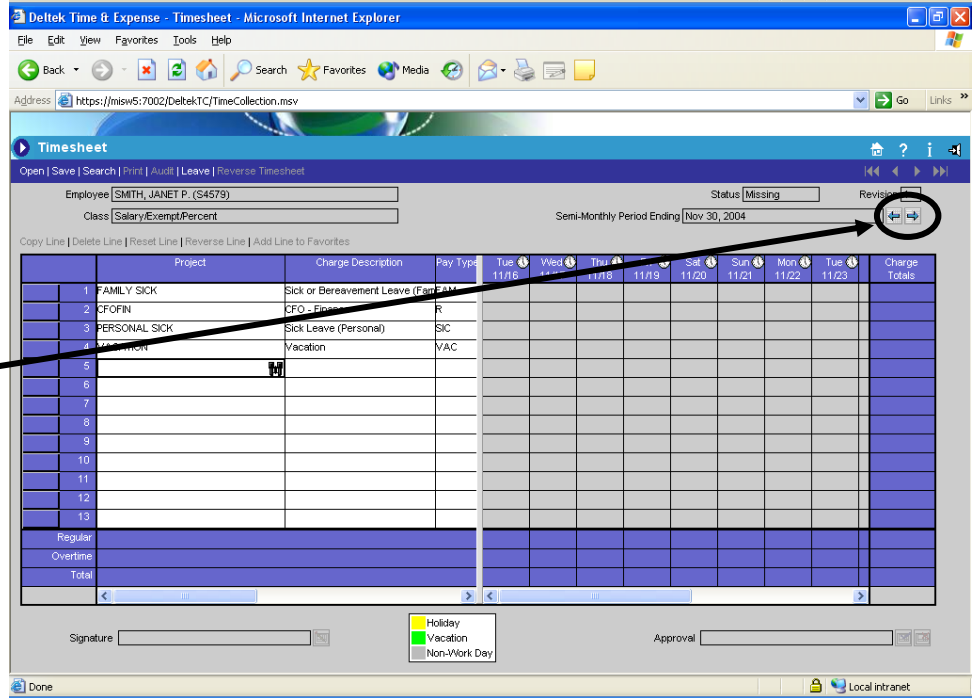 Deltek Time & Expense - Timesheet - Microsoft Internet Explorer
File Edit View Favorites Tools Help
Back Search Favorites Media
Address https://misw5:7002/DeltekTC/TimeCollection.msv Go Links »
Timesheet ? i
Open | Save | Search | Print | Audit | Leave | Reverse Timesheet
Employee SMITH, JANET P. (S4579) Status Missing Revision
Class Salary/Exempt/Percent Semi-Monthly Period Ending Nov 30, 2004
Copy Line | Delete Line | Reset Line | Reverse Line | Add Line to Favorites
Project Charge Description Pay Type Tue Wed Thu Sat Sun Mon Tue Charge
11/16 11/18 11/19 11/20 11/21 11/22 11/23 Totals
1 FAMILY SICK Sick or Bereavement Leave (Fam FAM
2 CFOFIN CFO - Finance R
3 PERSONAL SICK Sick Leave (Personal) SIC
4 VACATION Vacation VAC
5
6
7
8
9
10
11
12
13
Regular
Overtime
Total
Signature Holiday Approval
Vacation
Non-Work Day
Done Local intranet